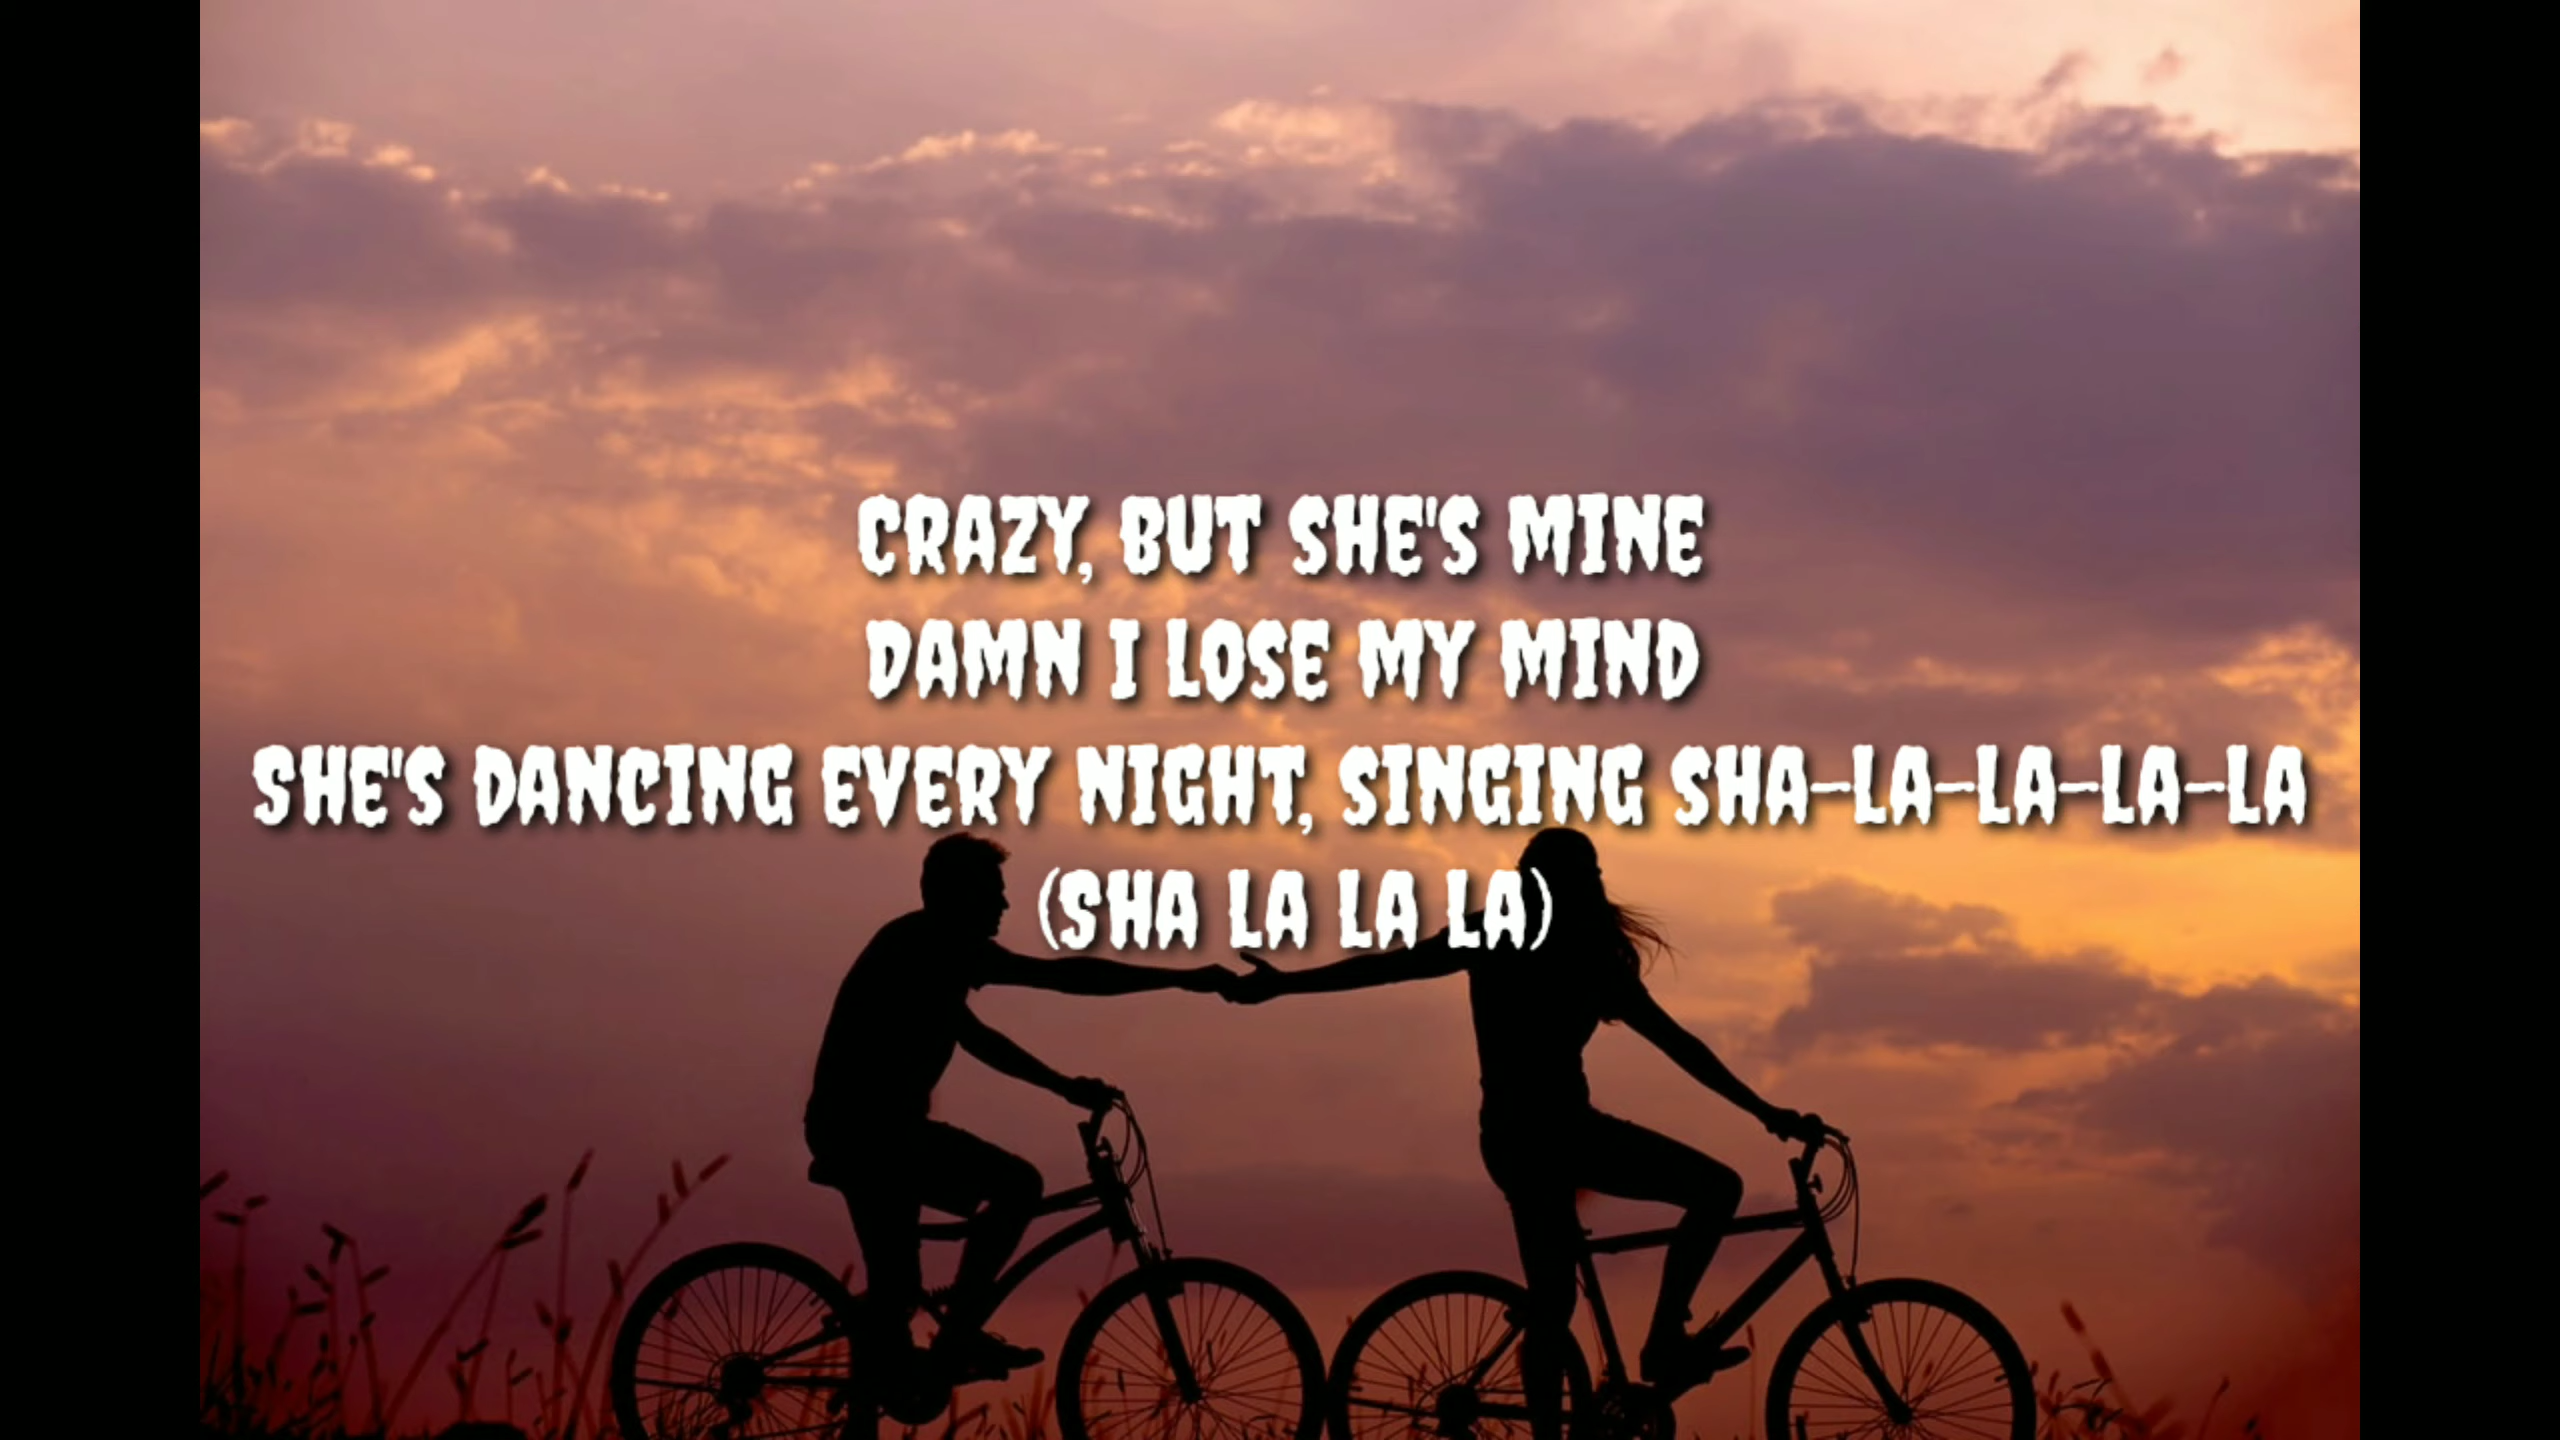 CRAZY, BUT SHE'S MINE
DAMN I LOSE MY MIND
SHE'S DANCING EVERY NIGHT, SINGING SHA-LA-LA-LA-LA
(SHA LA LA LA)